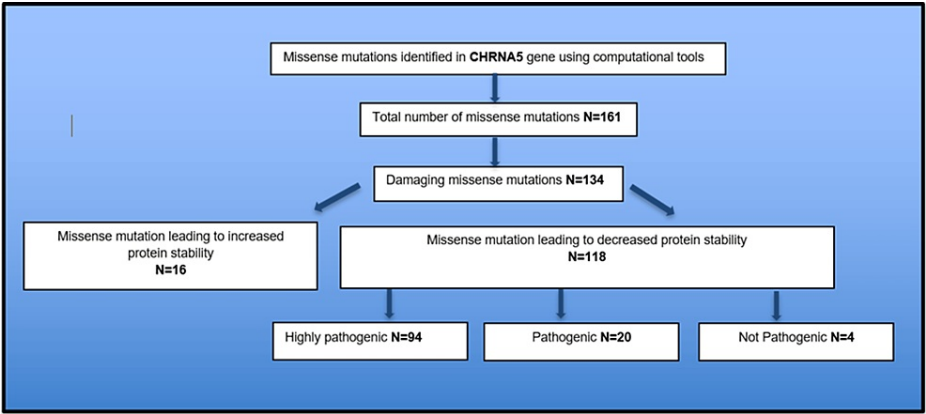 Missense mutations identified in CHRNA5 gene using computational tools
Total number of missense mutations N=161
Damaging missense mutations N=134
Missense mutation leading to increased
protein stability
N=16
Missense mutation leading to decreased protein stability
N=118
Highly pathogenic N=94
Pathogenic N=20
Not Pathogenic N=4